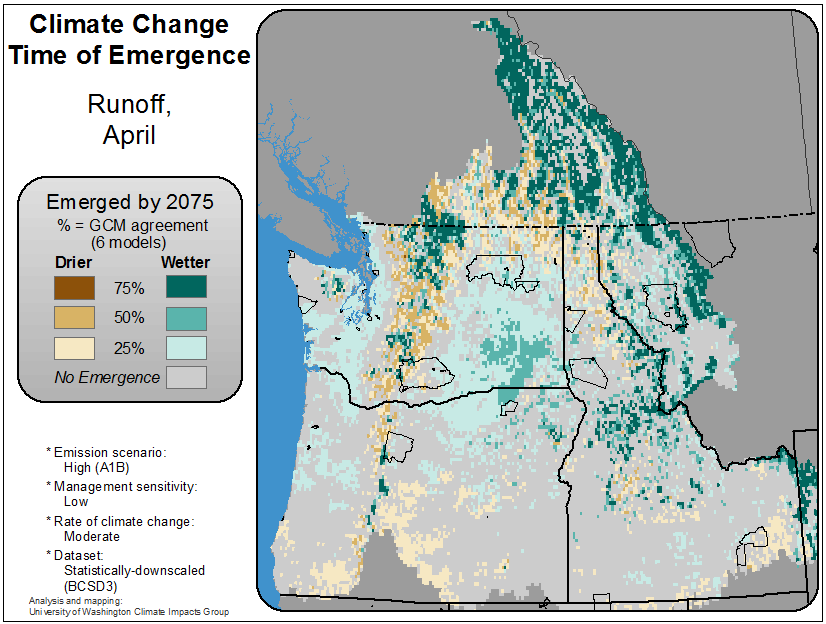 Climate Change
Time of Emergence
Runoff,
April
Emerged by 2075
% = GCM agreement
(6 models)
Drier Wetter
75%
50%
25%
No Emergence
* Emission scenario:
High (A1B)
* Management sensitivity:
Low
* Rate of climate change:
Moderate
* Dataset:
Statistically-downscaled
(BCSD3)
Analysis and mapping:
University of Washington Climate Impacts Group